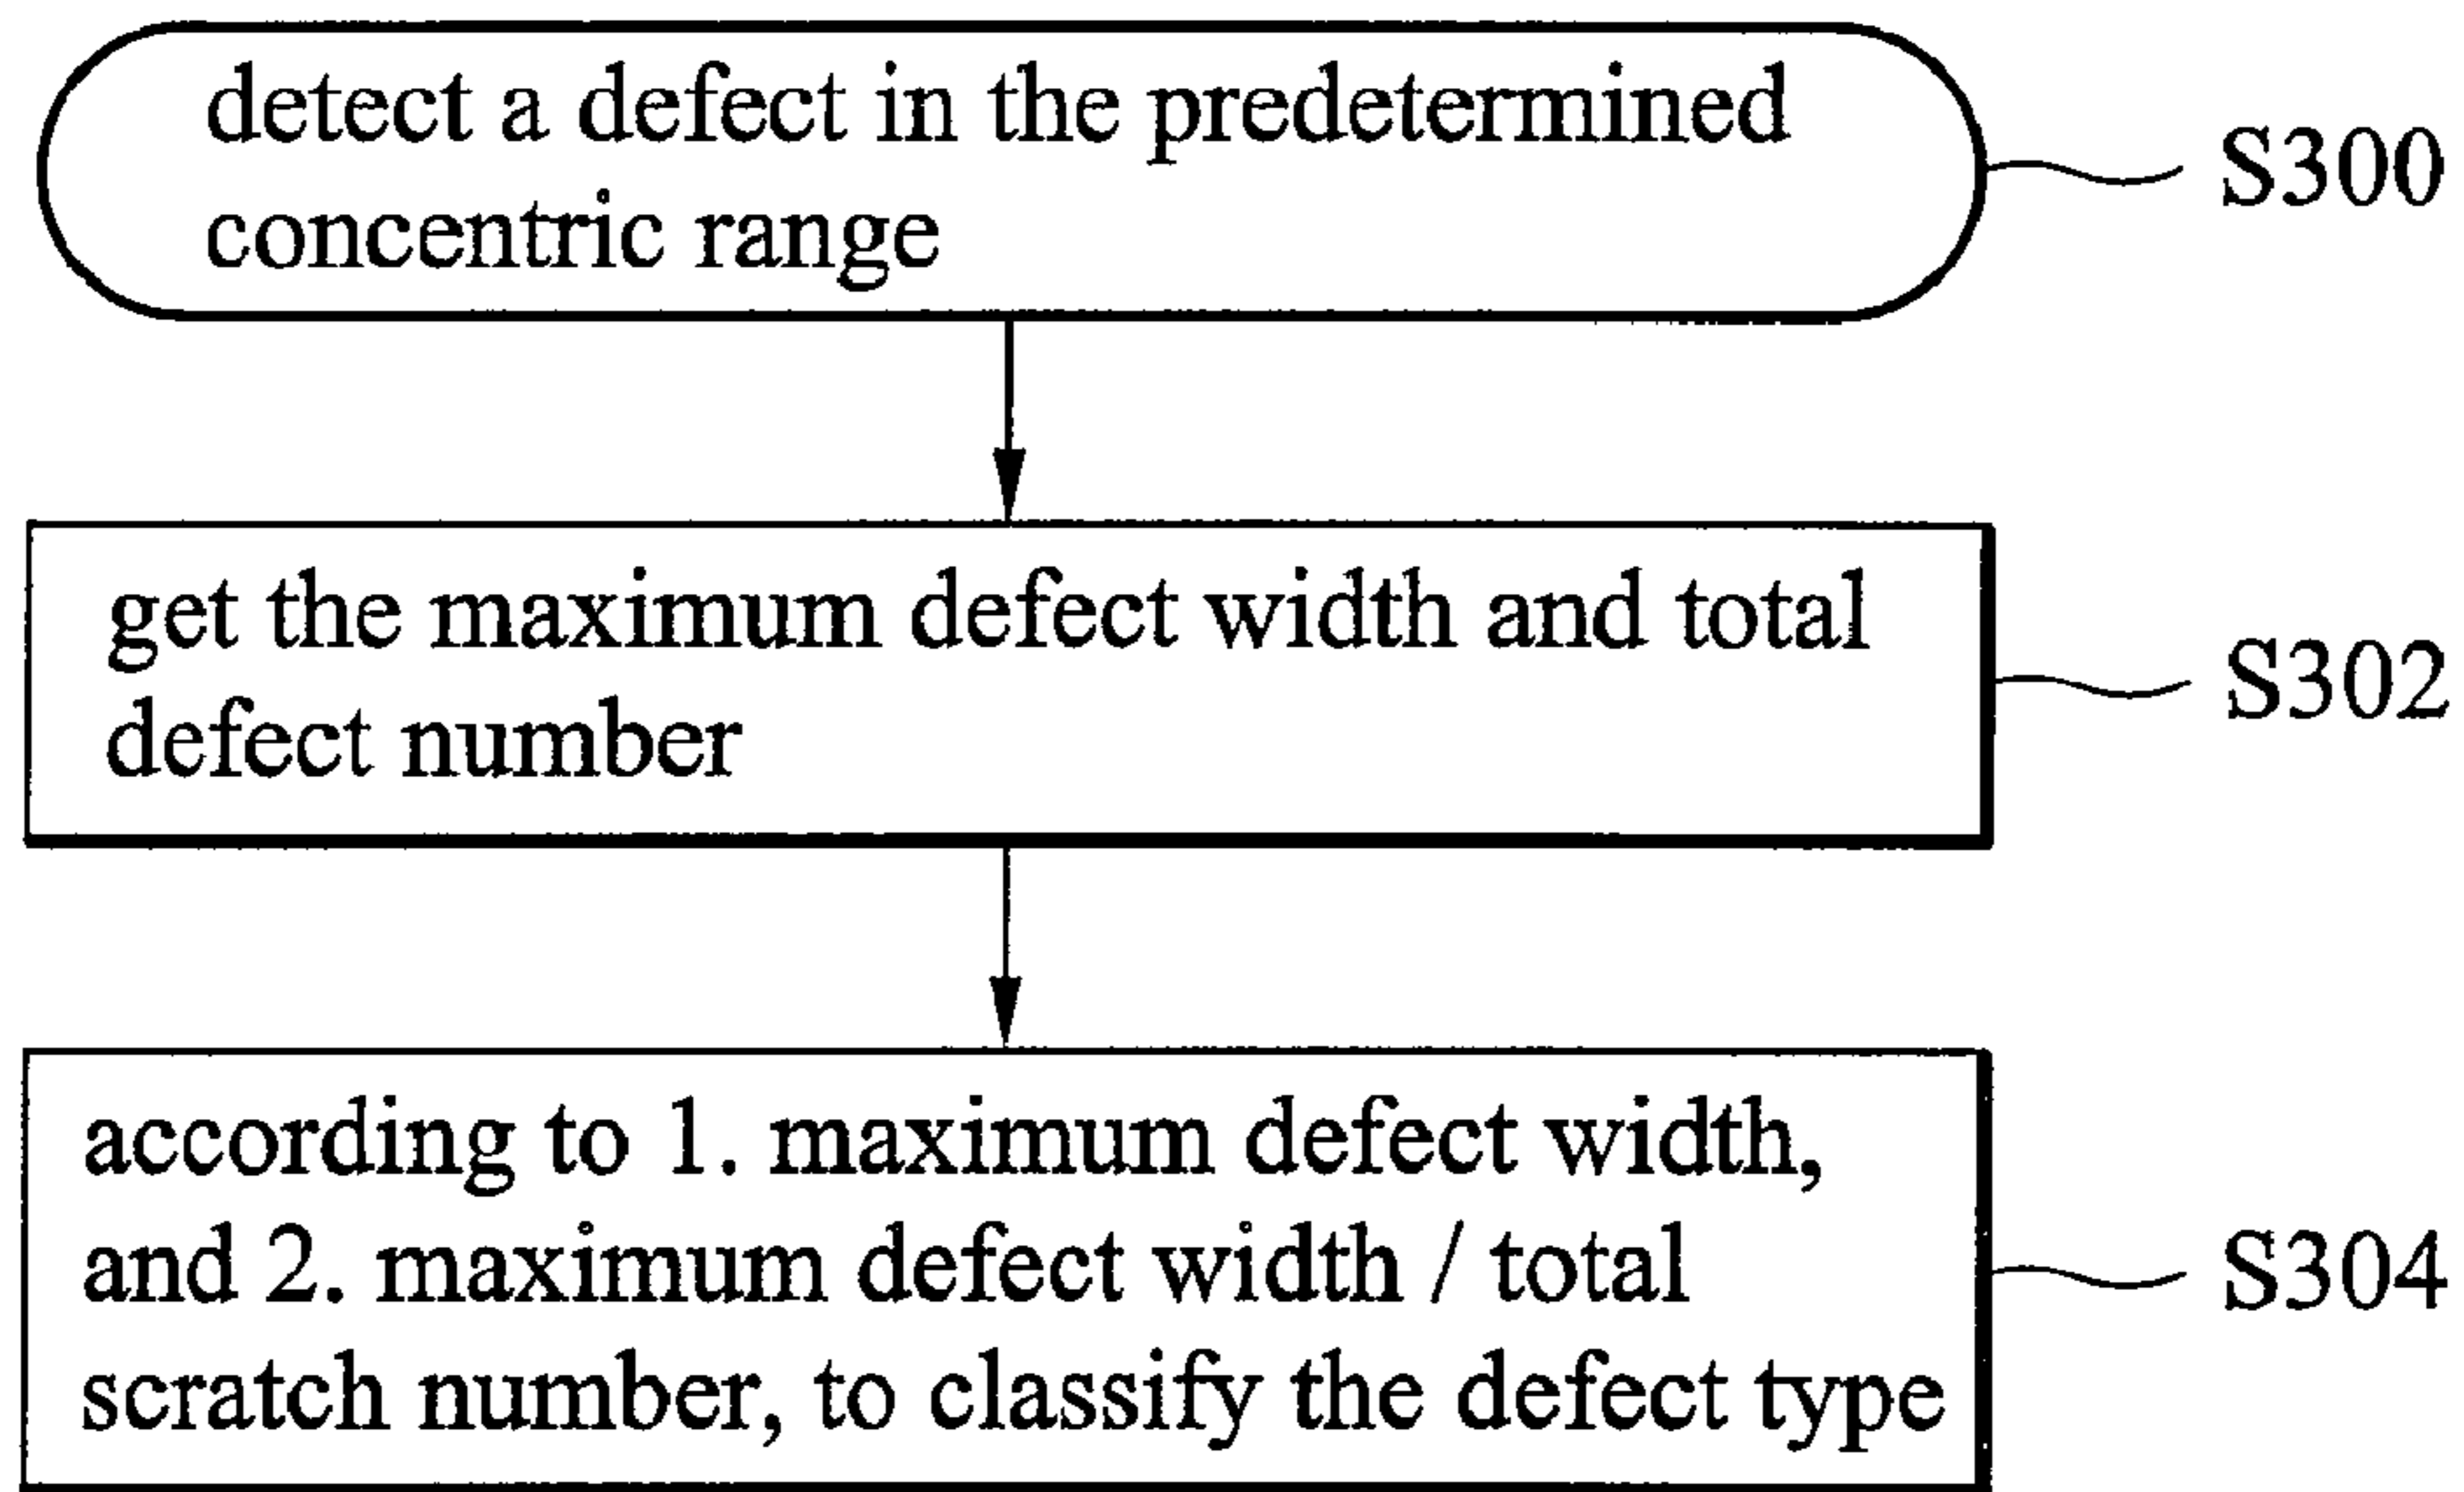 detect a defect in the predetermined
concentric range
S300
get the maximum defect width and total
defect number
S302
according to 1. maximum defect width,
and 2. maximum defect width / total
scratch number, to classify the defect type
S304